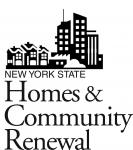 NEW YORK STATE
Homes &
Community
Renewal